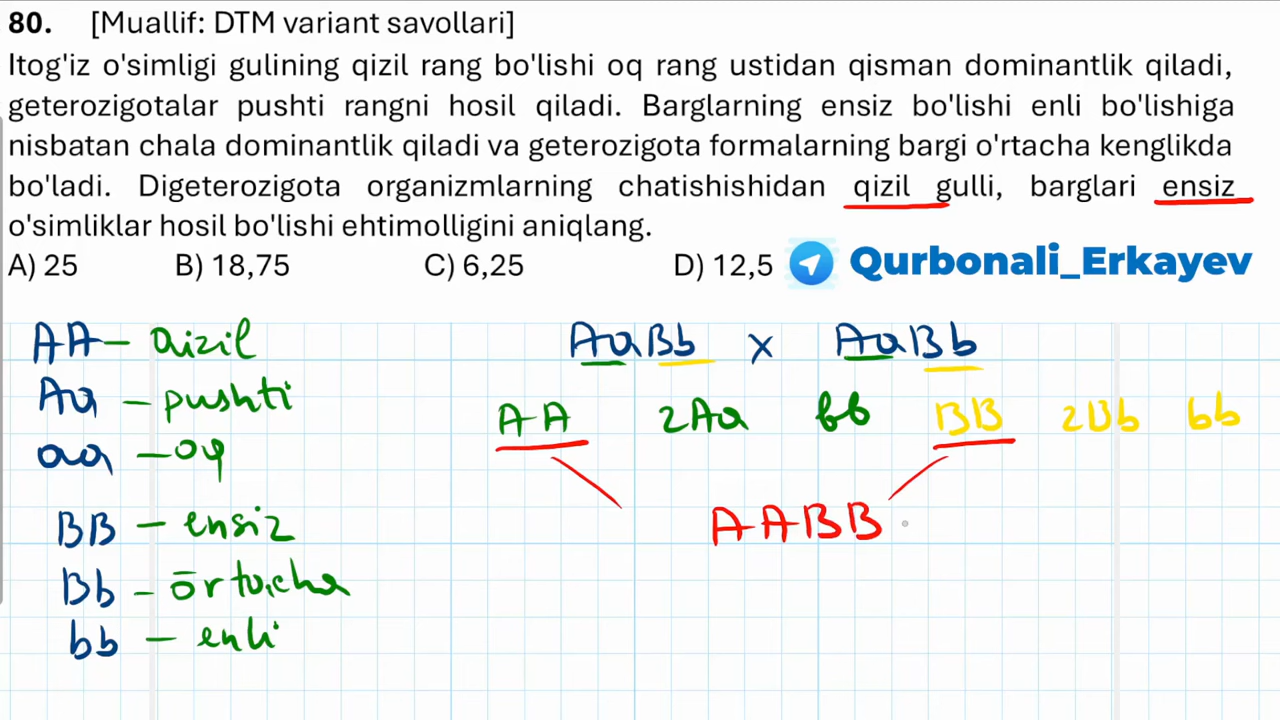 80. [Muallif: DTM variant savollari]
Itog'iz o'simligi gulining qizil rang bo'lishi oq rang ustidan qisman dominantlik qiladi,
geterozigotalar pushti rangni hosil qiladi. Barglarning ensiz bo'lishi enli bo'lishiga
nisbatan chala dominantlik qiladi va geterozigota formalarning bargi o'rtacha kenglikda
bo'ladi. Digeterozigota organizmlarning chatishishidan qizil gulli, barglari ensiz
o'simliklar hosil bo'lishi ehtimolligini aniqlang.
A) 25 B) 18,75 C) 6,25 D) 12,5 Qurbonali_Erkayev
AA – qizil
Aa – pushti
aa – oq
BB – ensiz
Bb – ōrtacha
bb – enli
AaBb x AaBb
AA 2Aa bb BB 2Bb bb
AABB